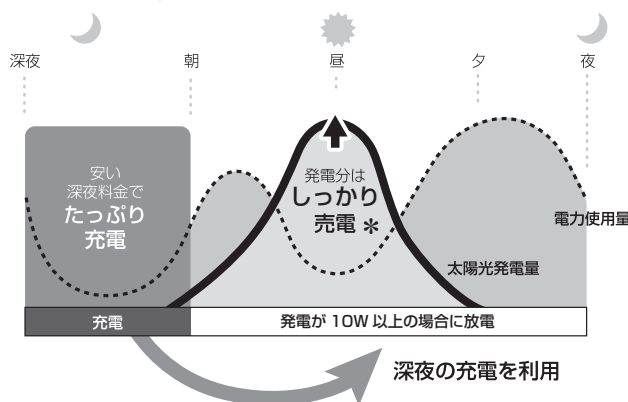 深夜
朝
昼
夕
夜
安い
深夜料金で
たっぷり
充電
発電分は
しっかり
売電＊
電力使用量
太陽光発電量
充電
発電が 10W 以上の場合に放電
深夜の充電を利用